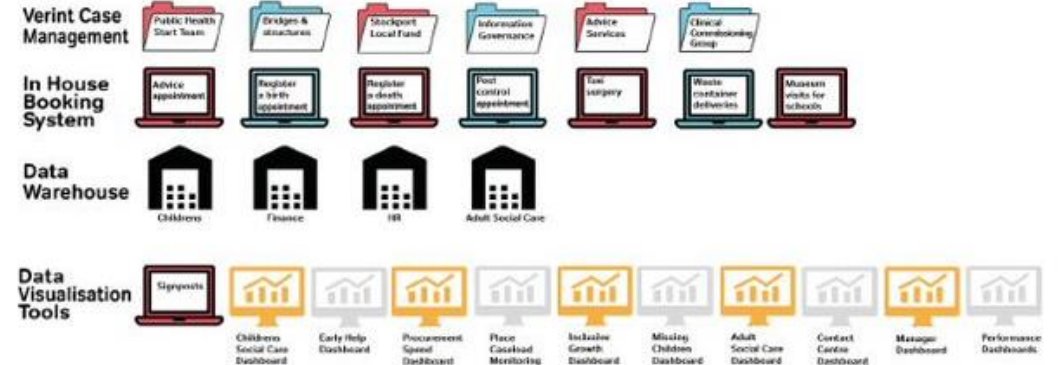 Verint Case
Management
Public Health
Start Team
Bridges &
structures
Stockport
Local Fund
Information
Governance
Advice
Services
Clinical
Commissioning
Group
In House
Booking
System
Advice
appointment
Register
a birth
appointment
Register
a death
appointment
Pest
control
appointment
Taxi
surgery
Waste
container
deliveries
Museum
visits for
schools
Data
Warehouse
Childrens
Finance
HR
Adult Social Care
Data
Visualisation
Tools
Signposts
Childrens
Social Care
Dashboard
Early Help
Dashboard
Procurement
Spend
Dashboard
Place
Caseload
Monitoring
Inclusive
Growth
Dashboard
Missing
Children
Dashboard
Adult
Social Care
Dashboard
Contact
Centre
Dashboard
Manager
Dashboard
Performance
Dashboards